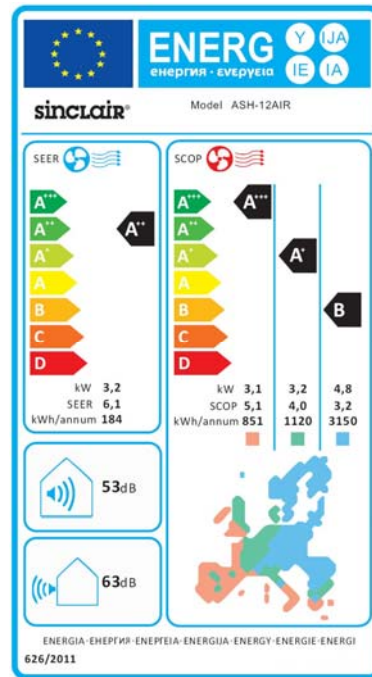 ENERG
Y IJA
IE IA
енергия · ενεργεια
sinclair®
Model ASH-12AIR
SEER
SCOP
A+++
A++
A+
A
B
C
D
A++
A+++
A++
A+
A
B
C
D
A+++
A+
B
kW 3,2
SEER 6,1
kWh/annum 184
kW 3,1 3,2 4,8
SCOP 5,1 4,0 3,2
kWh/annum 851 1120 3150
53dB
63dB
ENERGIA-ЕНЕРГИЯ-ΕΝΕΡΓΕΙΑ-ENERGIJA-ENERGY-ENERGIE-ENERGI
626/2011